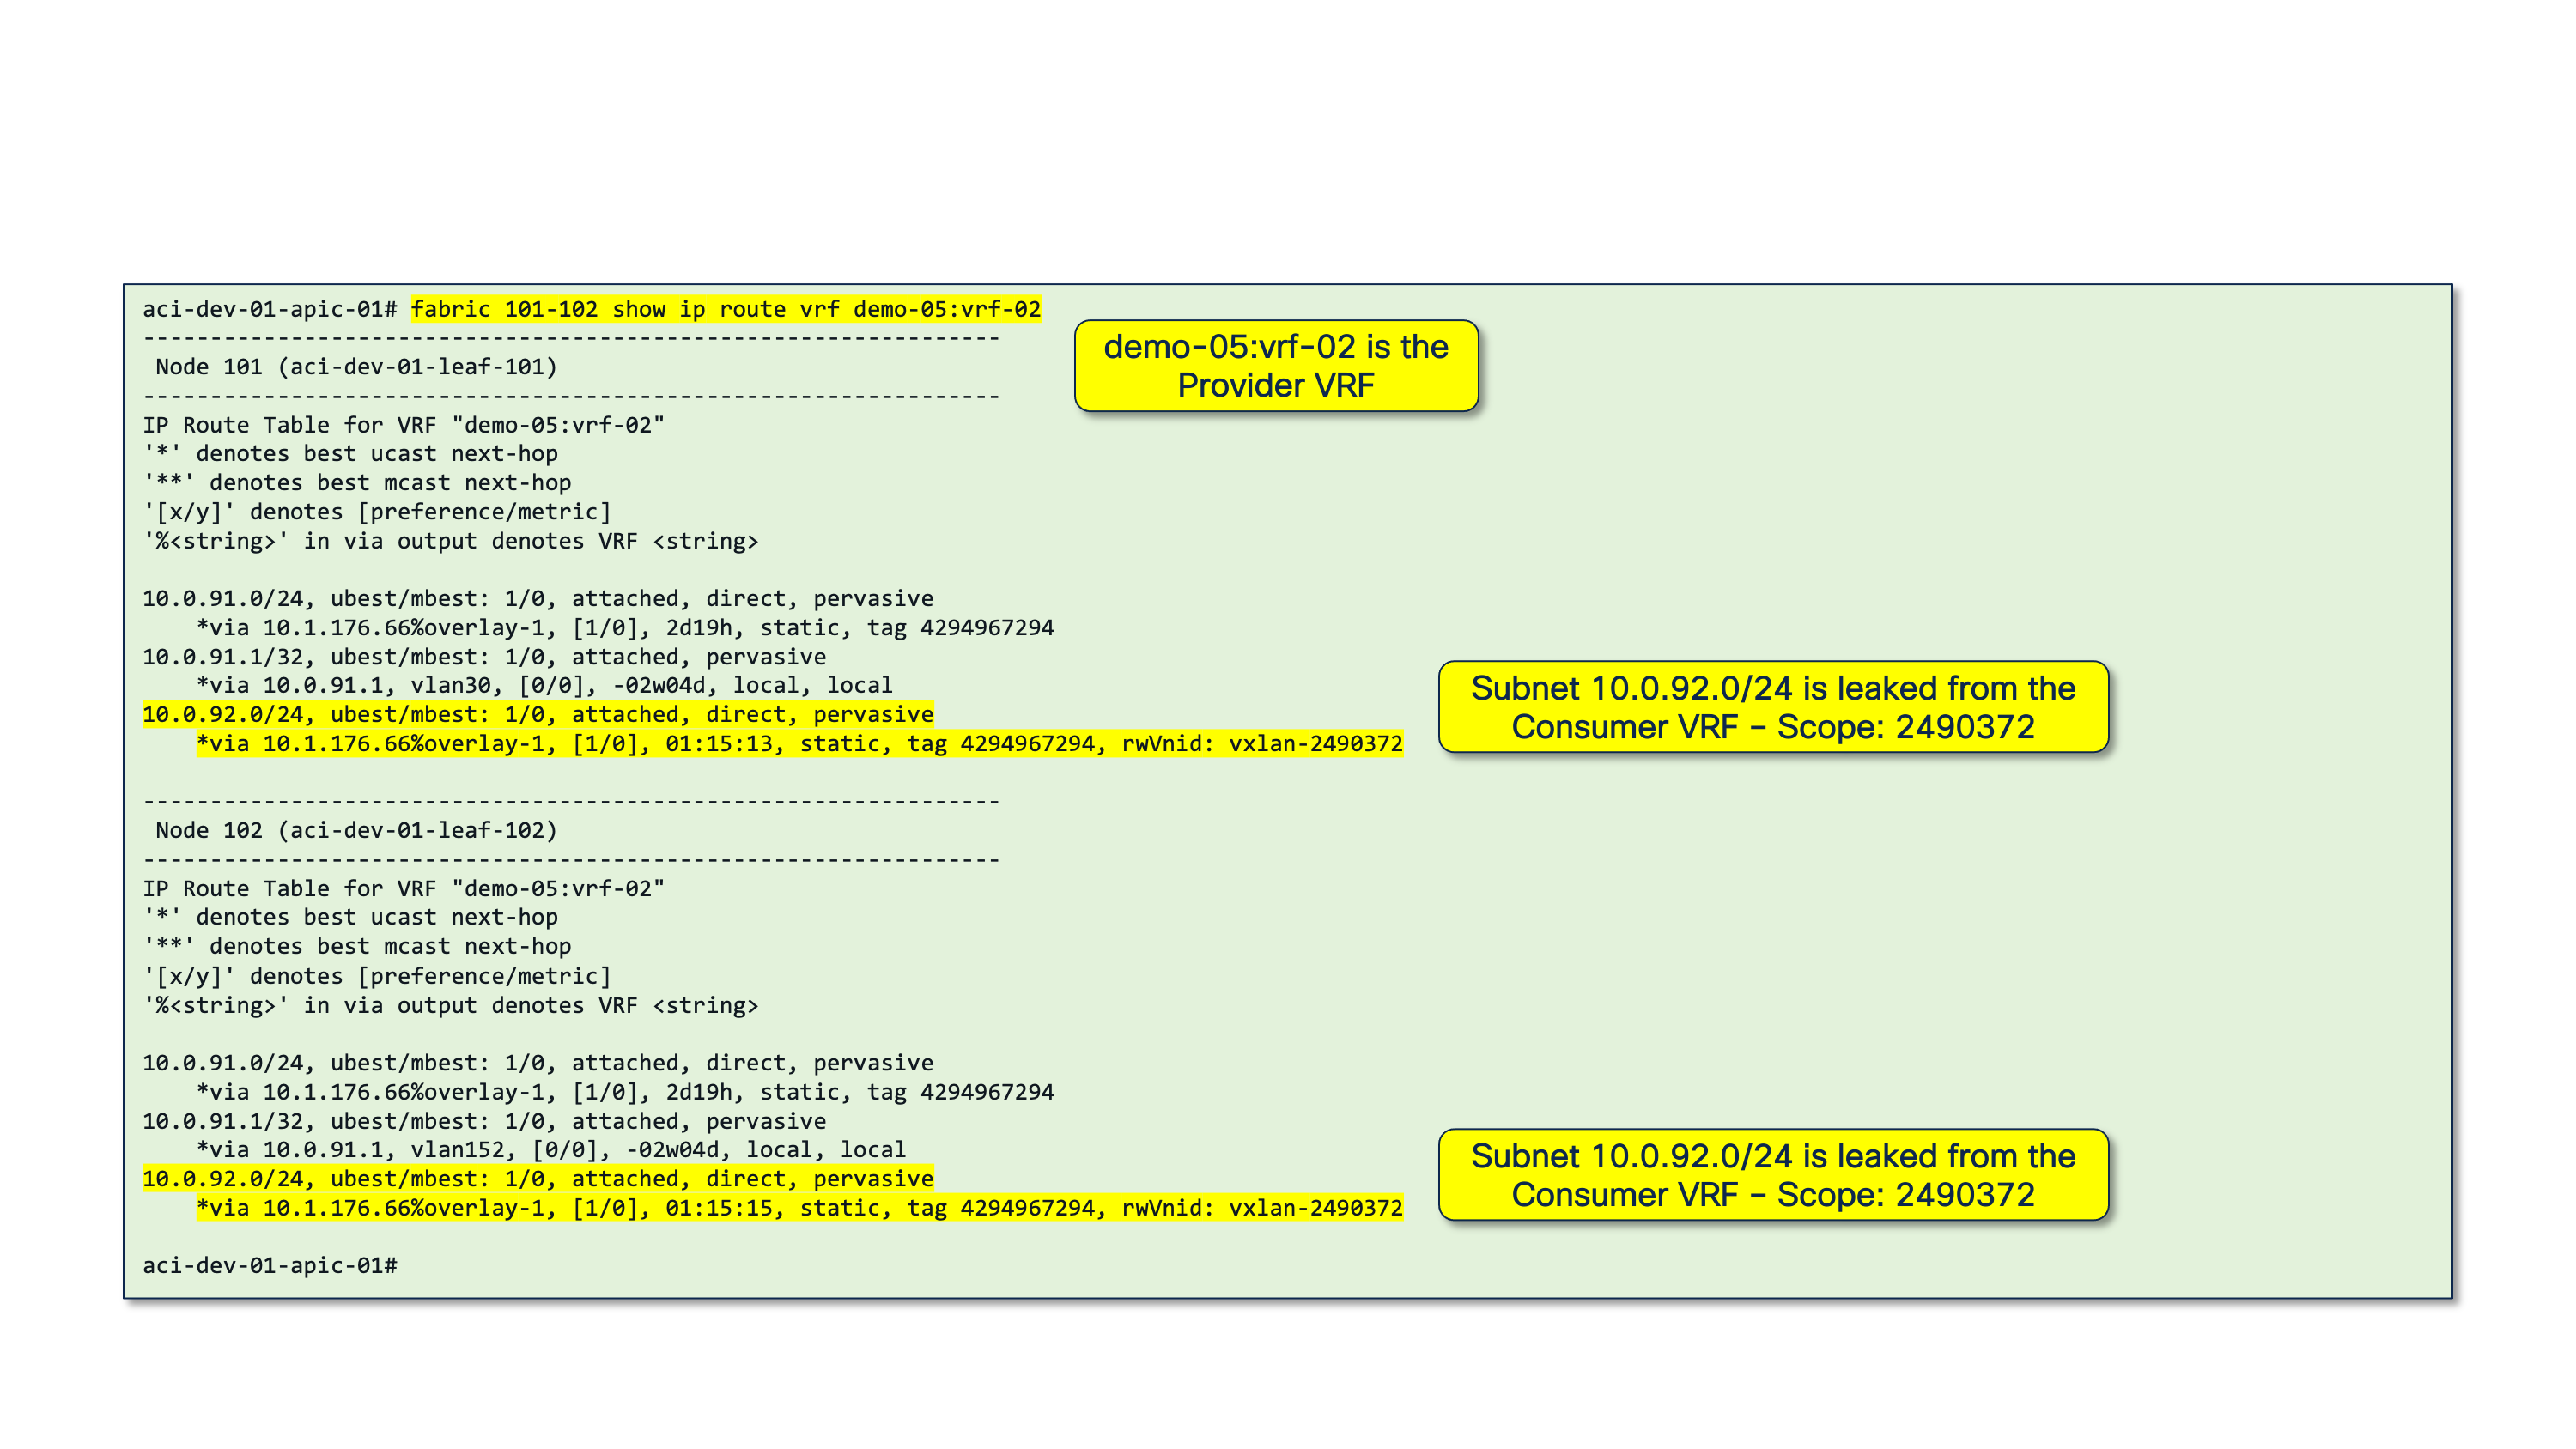 aci-dev-01-apic-01# fabric 101-102 show ip route vrf demo-05:vrf-02
----------------------------------------------------------------
 Node 101 (aci-dev-01-leaf-101)
----------------------------------------------------------------
IP Route Table for VRF "demo-05:vrf-02"
'*' denotes best ucast next-hop
'**' denotes best mcast next-hop
'[x/y]' denotes [preference/metric]
'%<string>' in via output denotes VRF <string>
demo-05:vrf-02 is the
Provider VRF
10.0.91.0/24, ubest/mbest: 1/0, attached, direct, pervasive
    *via 10.1.176.66%overlay-1, [1/0], 2d19h, static, tag 4294967294
10.0.91.1/32, ubest/mbest: 1/0, attached, pervasive
    *via 10.0.91.1, vlan30, [0/0], -02w04d, local, local
10.0.92.0/24, ubest/mbest: 1/0, attached, direct, pervasive
    *via 10.1.176.66%overlay-1, [1/0], 01:15:13, static, tag 4294967294, rwVnid: vxlan-2490372
Subnet 10.0.92.0/24 is leaked from the
Consumer VRF – Scope: 2490372
----------------------------------------------------------------
 Node 102 (aci-dev-01-leaf-102)
----------------------------------------------------------------
IP Route Table for VRF "demo-05:vrf-02"
'*' denotes best ucast next-hop
'**' denotes best mcast next-hop
'[x/y]' denotes [preference/metric]
'%<string>' in via output denotes VRF <string>
10.0.91.0/24, ubest/mbest: 1/0, attached, direct, pervasive
    *via 10.1.176.66%overlay-1, [1/0], 2d19h, static, tag 4294967294
10.0.91.1/32, ubest/mbest: 1/0, attached, pervasive
    *via 10.0.91.1, vlan152, [0/0], -02w04d, local, local
10.0.92.0/24, ubest/mbest: 1/0, attached, direct, pervasive
    *via 10.1.176.66%overlay-1, [1/0], 01:15:15, static, tag 4294967294, rwVnid: vxlan-2490372
Subnet 10.0.92.0/24 is leaked from the
Consumer VRF – Scope: 2490372
aci-dev-01-apic-01#